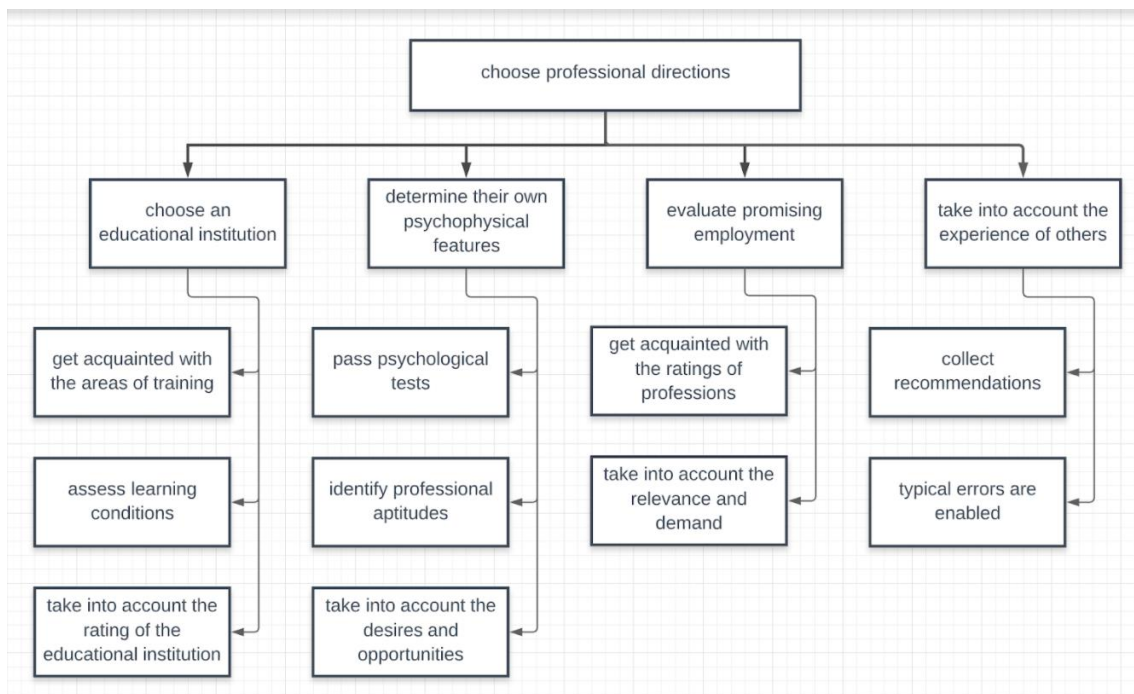 choose professional directions
choose an
educational institution
determine their own
psychophysical
features
evaluate promising
employment
take into account the
experience of others
get acquainted with
the areas of training
pass psychological
tests
get acquainted with
the ratings of
professions
collect
recommendations
assess learning
conditions
identify professional
aptitudes
take into account the
relevance and
demand
typical errors are
enabled
take into account the
rating of the
educational institution
take into account the
desires and
opportunities